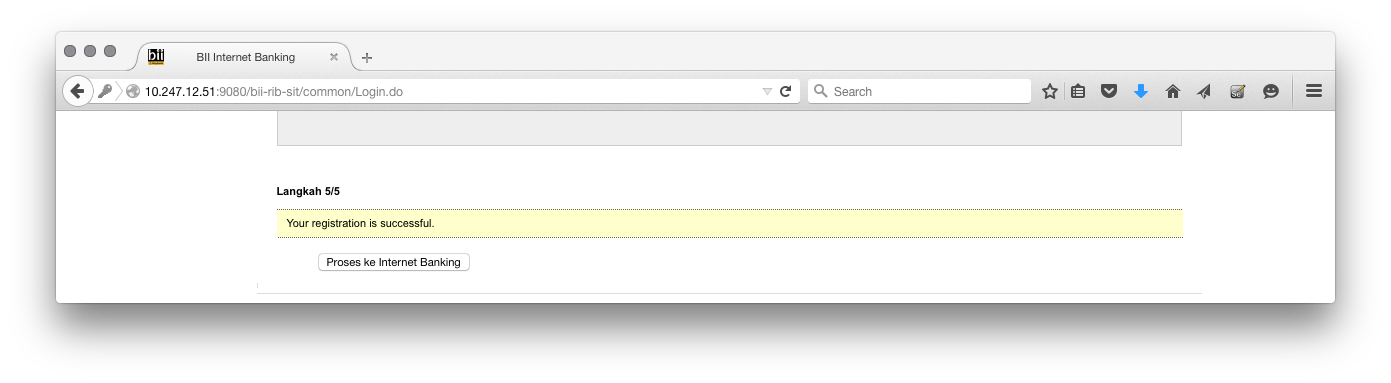 bii BII Internet Banking
10.247.12.51:9080/bii-rib-sit/common/Login.do
Search
Se
Langkah 5/5
Your registration is successful.
Proses ke Internet Banking